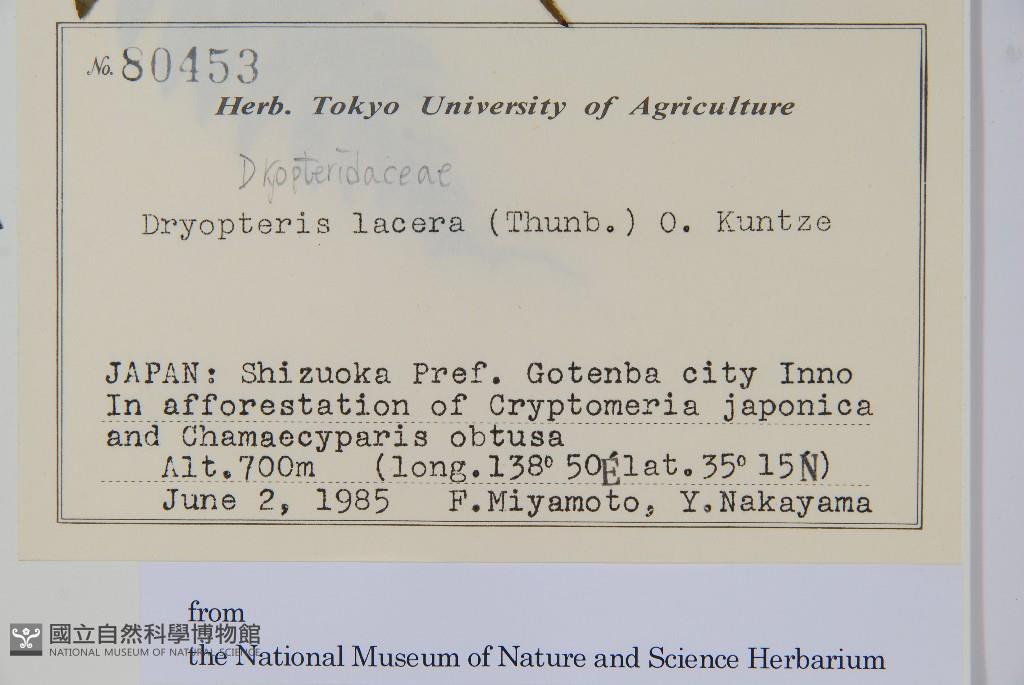 No. 80453
Herb. Tokyo University of Agriculture
Dryopteridaceae
Dryopteris lacera (Thunb.) O. Kuntze
JAPAN: Shizuoka Pref. Gotenba city Inno
In afforestation of Cryptomeria japonica
and Chamaecyparis obtusa
Alt.700m (long.138° 50'E lat.35° 15'N)
June 2, 1985 F.Miyamoto, Y.Nakayama
from
the National Museum of Nature and Science Herbarium
國立自然科學博物館
NATIONAL MUSEUM OF NATURAL SCIENCE